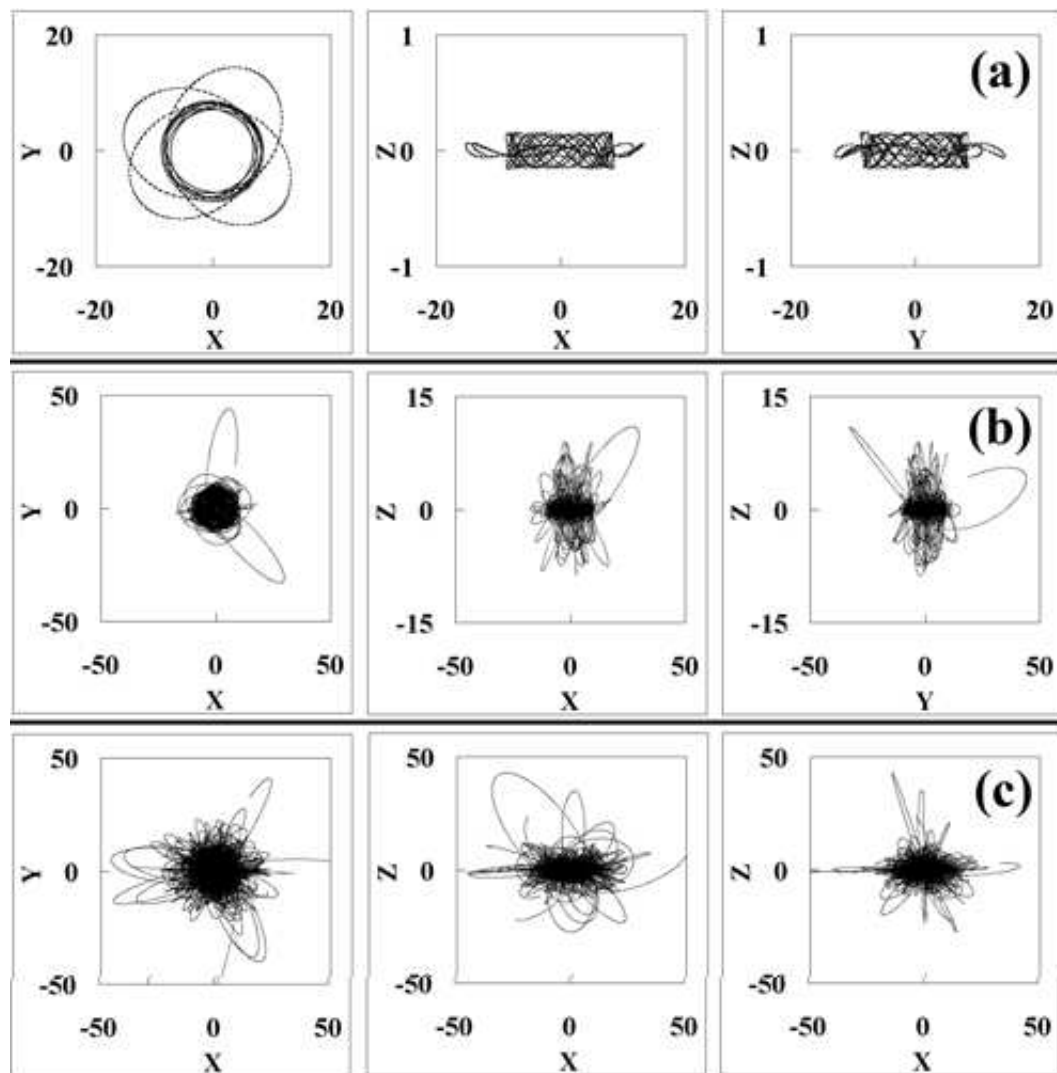 20 1 1 (a)
Y 0 Z 0 Z 0
-20 -1 -1
-20 0 20 -20 0 20 -20 0 20
X X Y
50 15 15 (b)
Y 0 Z 0 Z 0
-50 -15 -15
-50 0 50 -50 0 50 -50 0 50
X X Y
50 50 50 (c)
Y 0 Z 0 Z 0
-50 -50 -50
-50 0 50 -50 0 50 -50 0 50
X X X